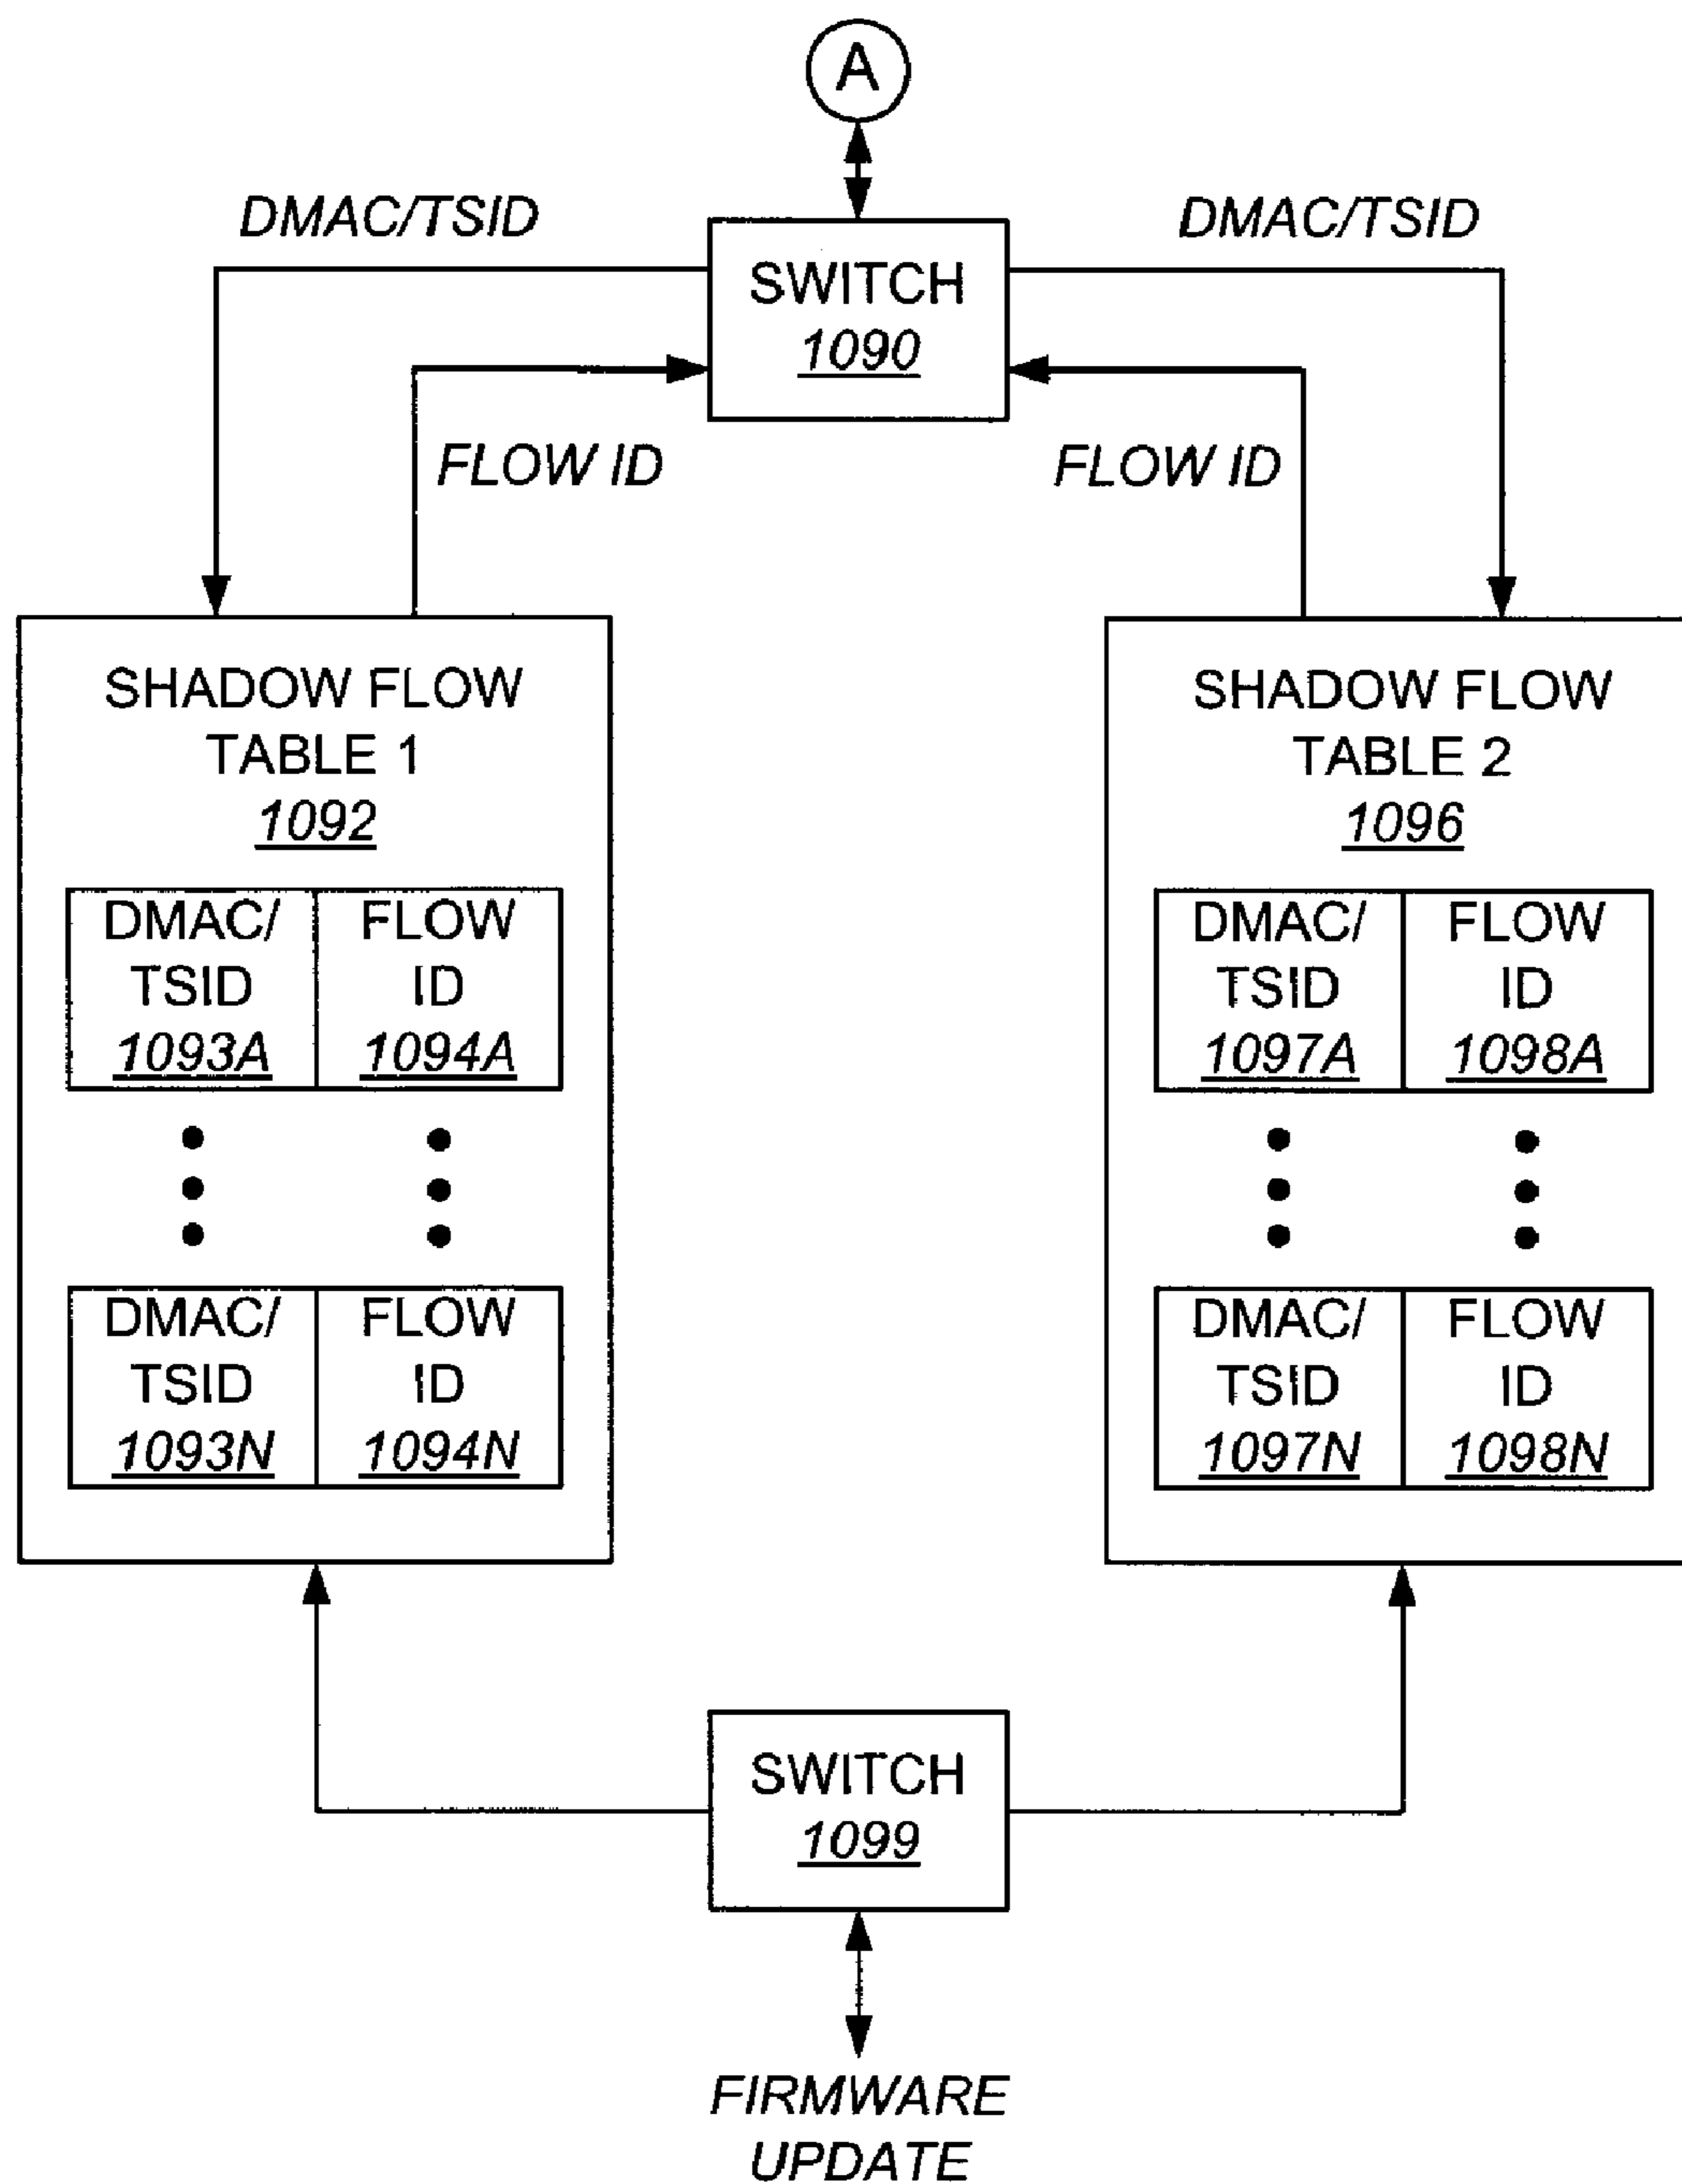 A
DMAC/TSID
DMAC/TSID
SWITCH
1090
FLOW ID
FLOW ID
SHADOW FLOW
TABLE 1
1092
DMAC/
TSID
1093A
FLOW
ID
1094A
DMAC/
TSID
1093N
FLOW
ID
1094N
SHADOW FLOW
TABLE 2
1096
DMAC/
TSID
1097A
FLOW
ID
1098A
DMAC/
TSID
1097N
FLOW
ID
1098N
SWITCH
1099
FIRMWARE
UPDATE